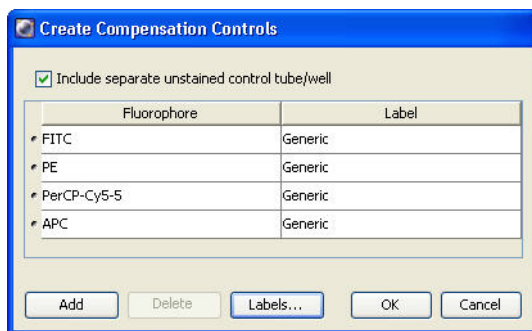 Create Compensation Controls
Include separate unstained control tube/well
Fluorophore Label
FITC Generic
PE Generic
PerCP-Cy5-5 Generic
APC Generic
Add Delete Labels... OK Cancel